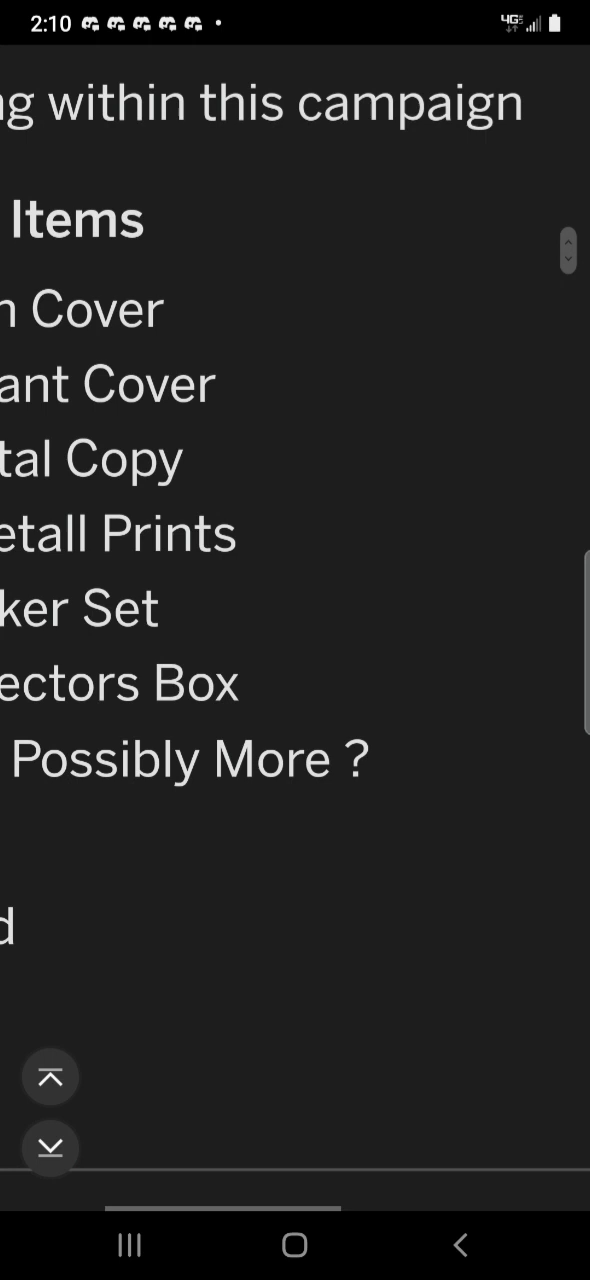 2:10
4GE
g within this campaign
Items
n Cover
ant Cover
tal Copy
etall Prints
ker Set
ectors Box
Possibly More ?
d